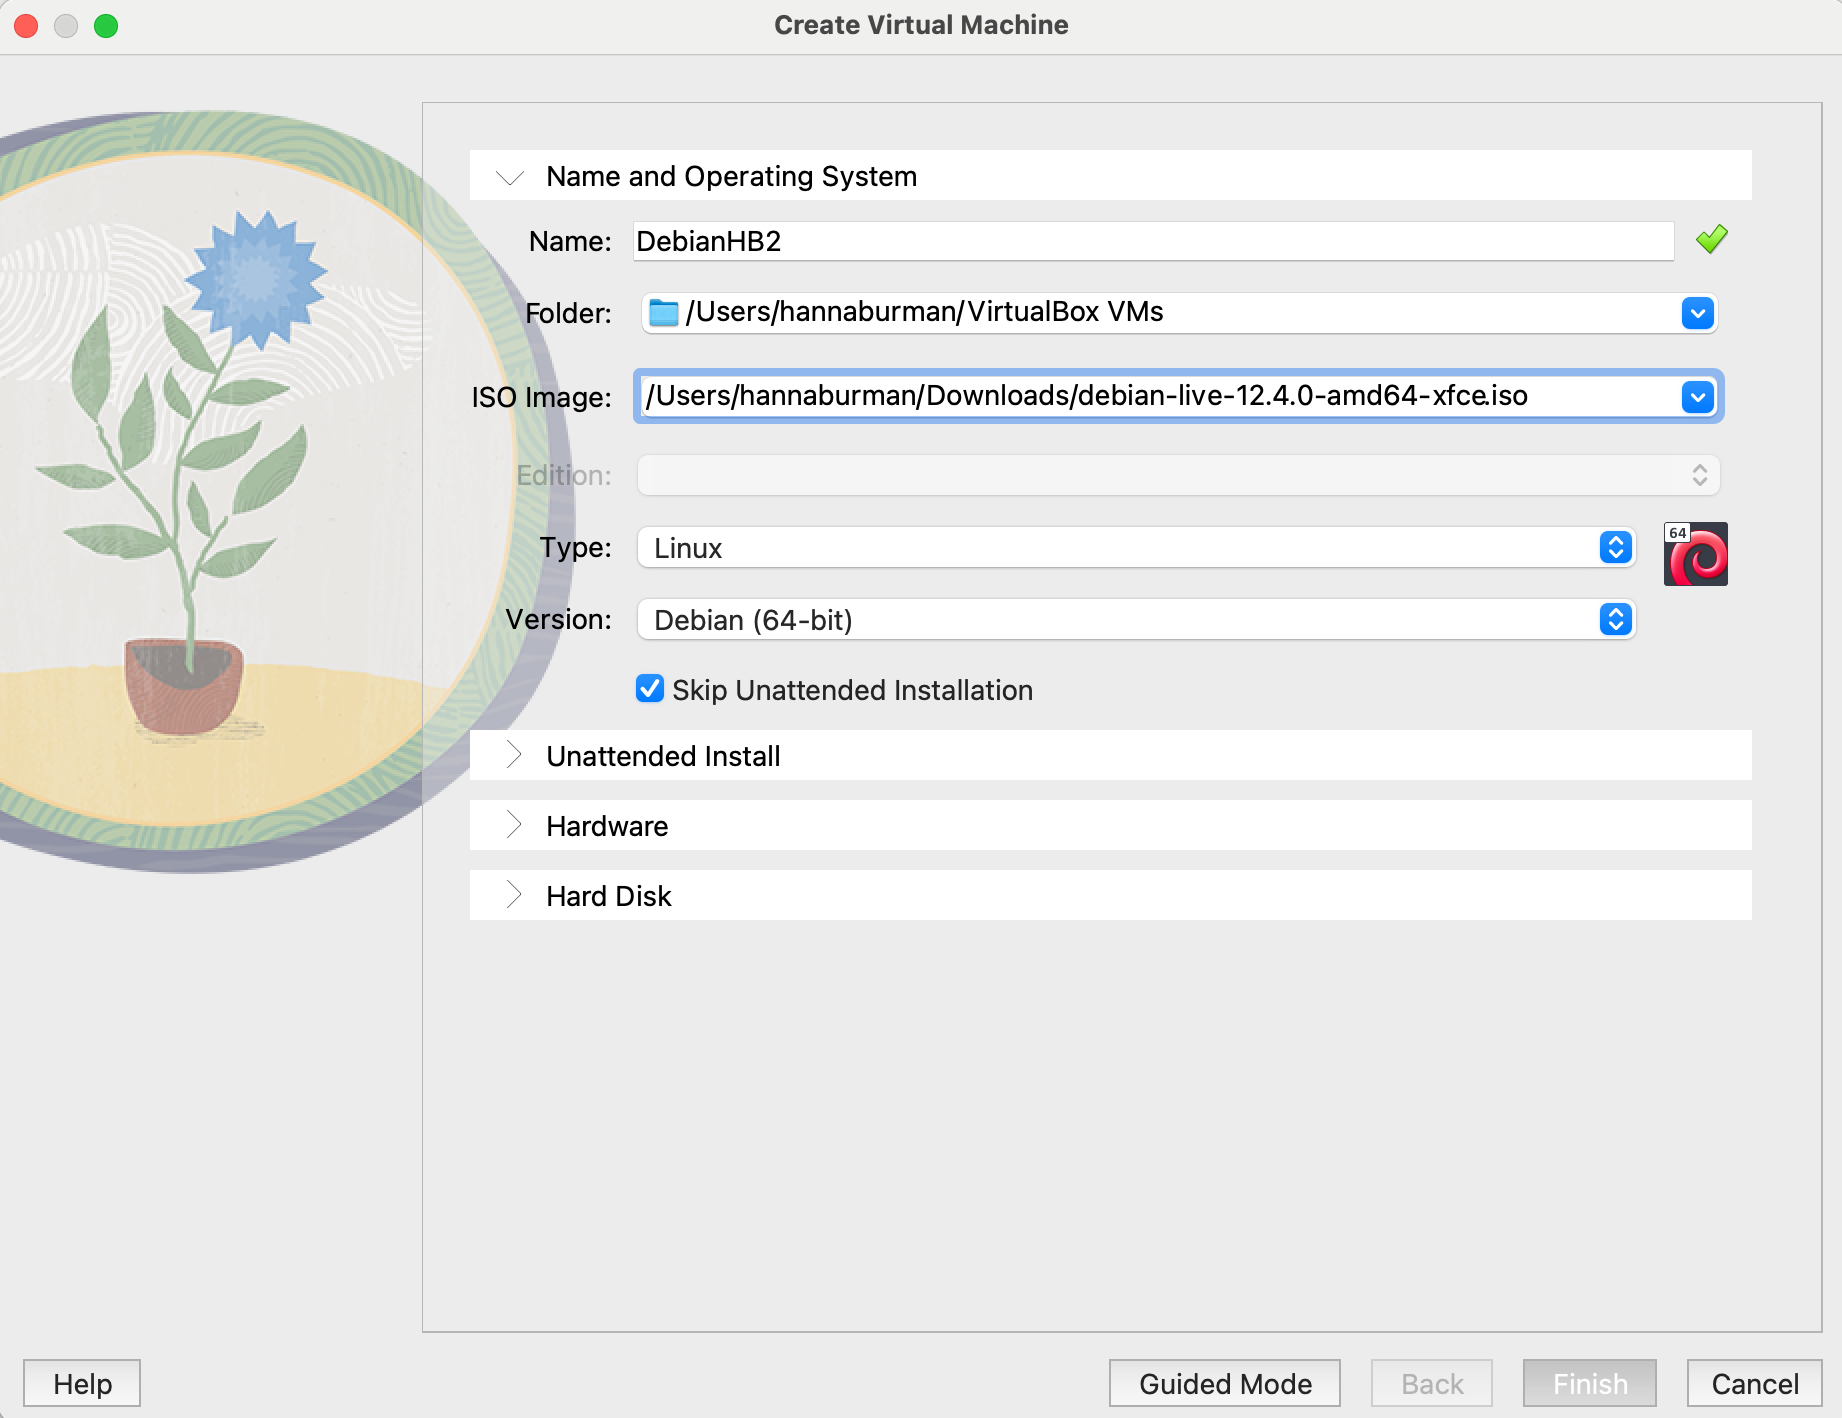 Create Virtual Machine
Name and Operating System
Name: DebianHB2
Folder: /Users/hannaburman/VirtualBox VMs
ISO Image: /Users/hannaburman/Downloads/debian-live-12.4.0-amd64-xfce.iso
Edition:
Type: Linux
64
Version: Debian (64-bit)
Skip Unattended Installation
Unattended Install
Hardware
Hard Disk
Help Guided Mode Back Finish Cancel